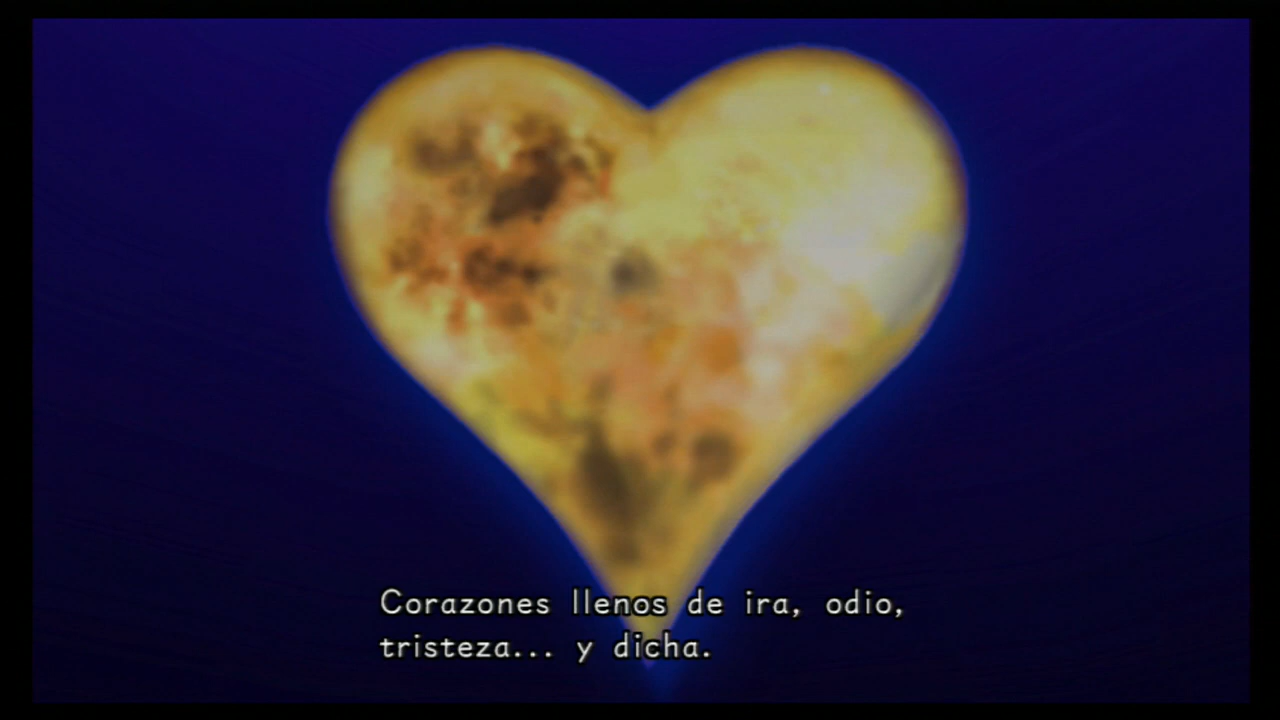 Corazones llenos de ira, odio,
tristeza... y dicha.